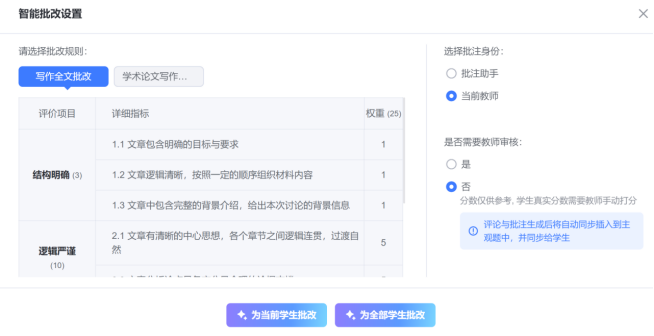 智能批改设置
请选择批改规则：
写作全文批改
学术论文写作...
评价项目
详细指标
权重 (25)
结构明确 (3)
1.1 文章包含明确的目标与要求
1
1.2 文章逻辑清晰，按照一定的顺序组织材料内容
1
1.3 文章中包含完整的背景介绍，给出本次讨论的背景信息
1
逻辑严谨
(10)
2.1 文章有清晰的中心思想，各个章节之间逻辑连贯，过渡自
然
5
选择批注身份：
批注助手
当前教师
是否需要教师审核：
是
否
分数仅供参考, 学生真实分数需要教师手动打分
评论与批注生成后将自动同步插入到主
观题中，并同步给学生
为当前学生批改
为全部学生批改